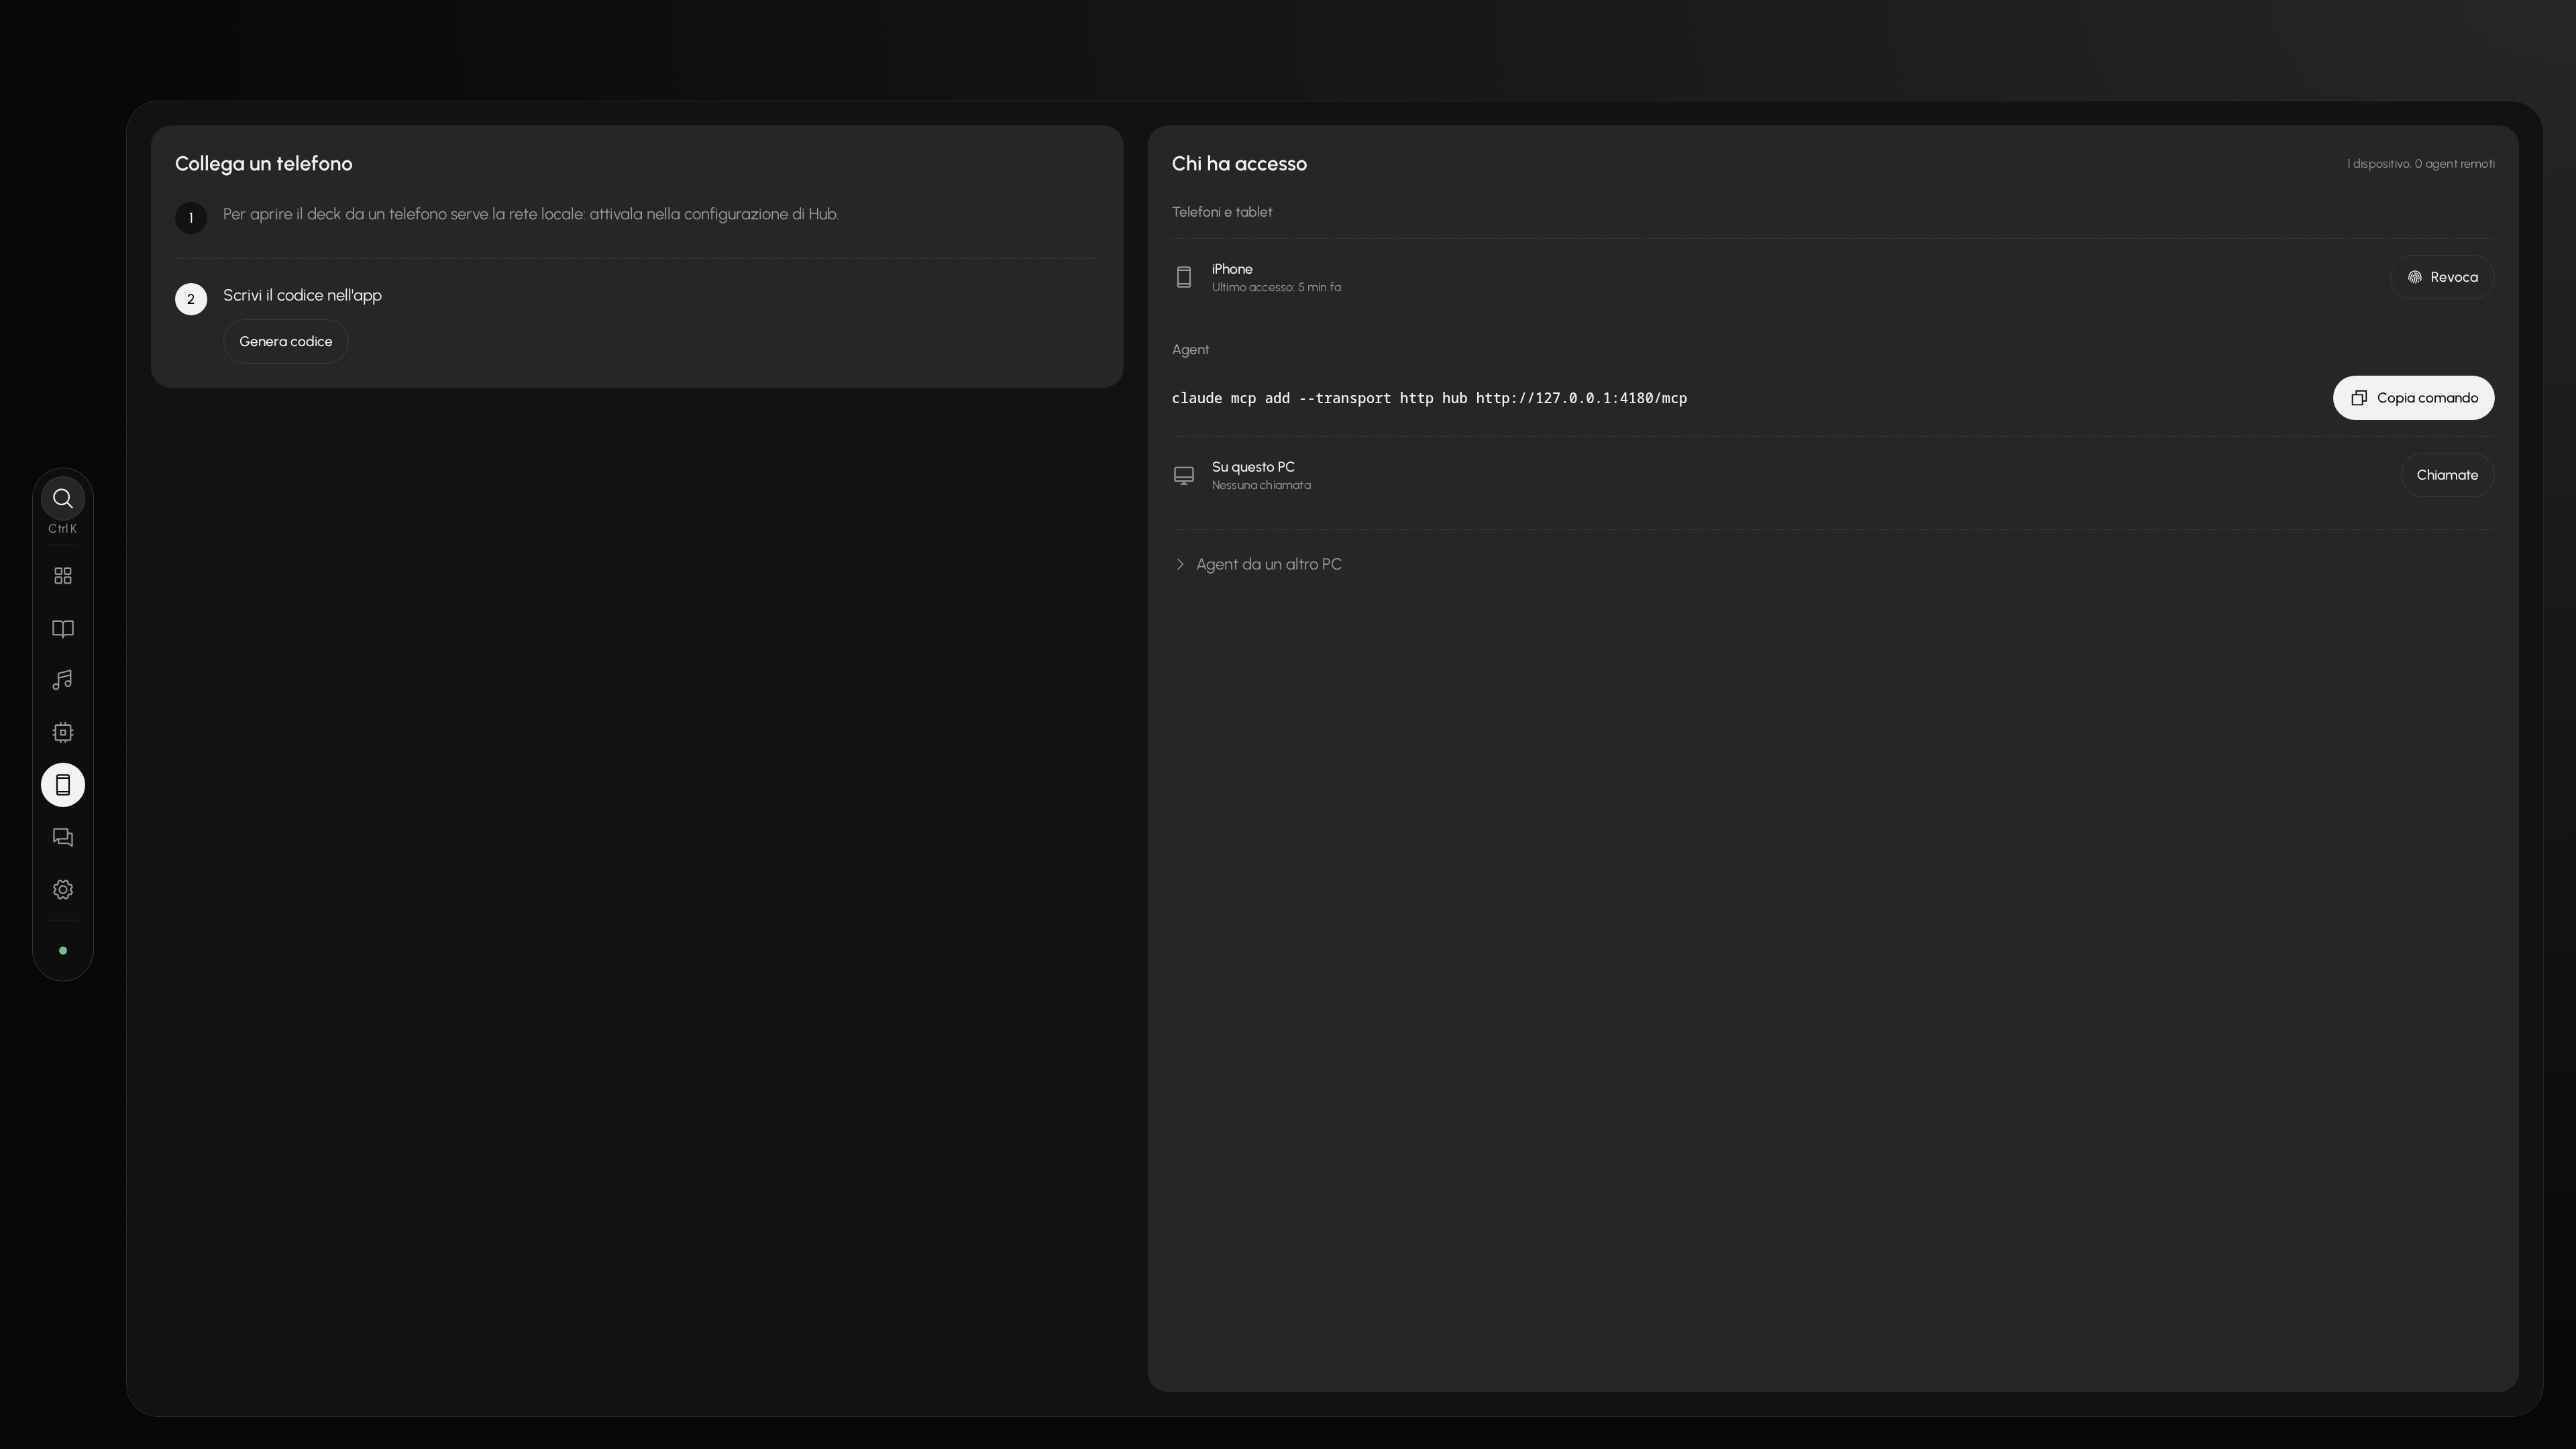 Collega un telefono
1
Per aprire il deck da un telefono serve la rete locale: attivala nella configurazione di Hub.
2
Scrivi il codice nell'app
Genera codice
Chi ha accesso
1 dispositivo, 0 agent remoti
Telefoni e tablet
iPhone
Ultimo accesso: 5 min fa
Revoca
Agent
claude mcp add --transport http hub http://127.0.0.1:4180/mcp
Copia comando
Su questo PC
Nessuna chiamata
Chiamate
Agent da un altro PC
Ctrl K